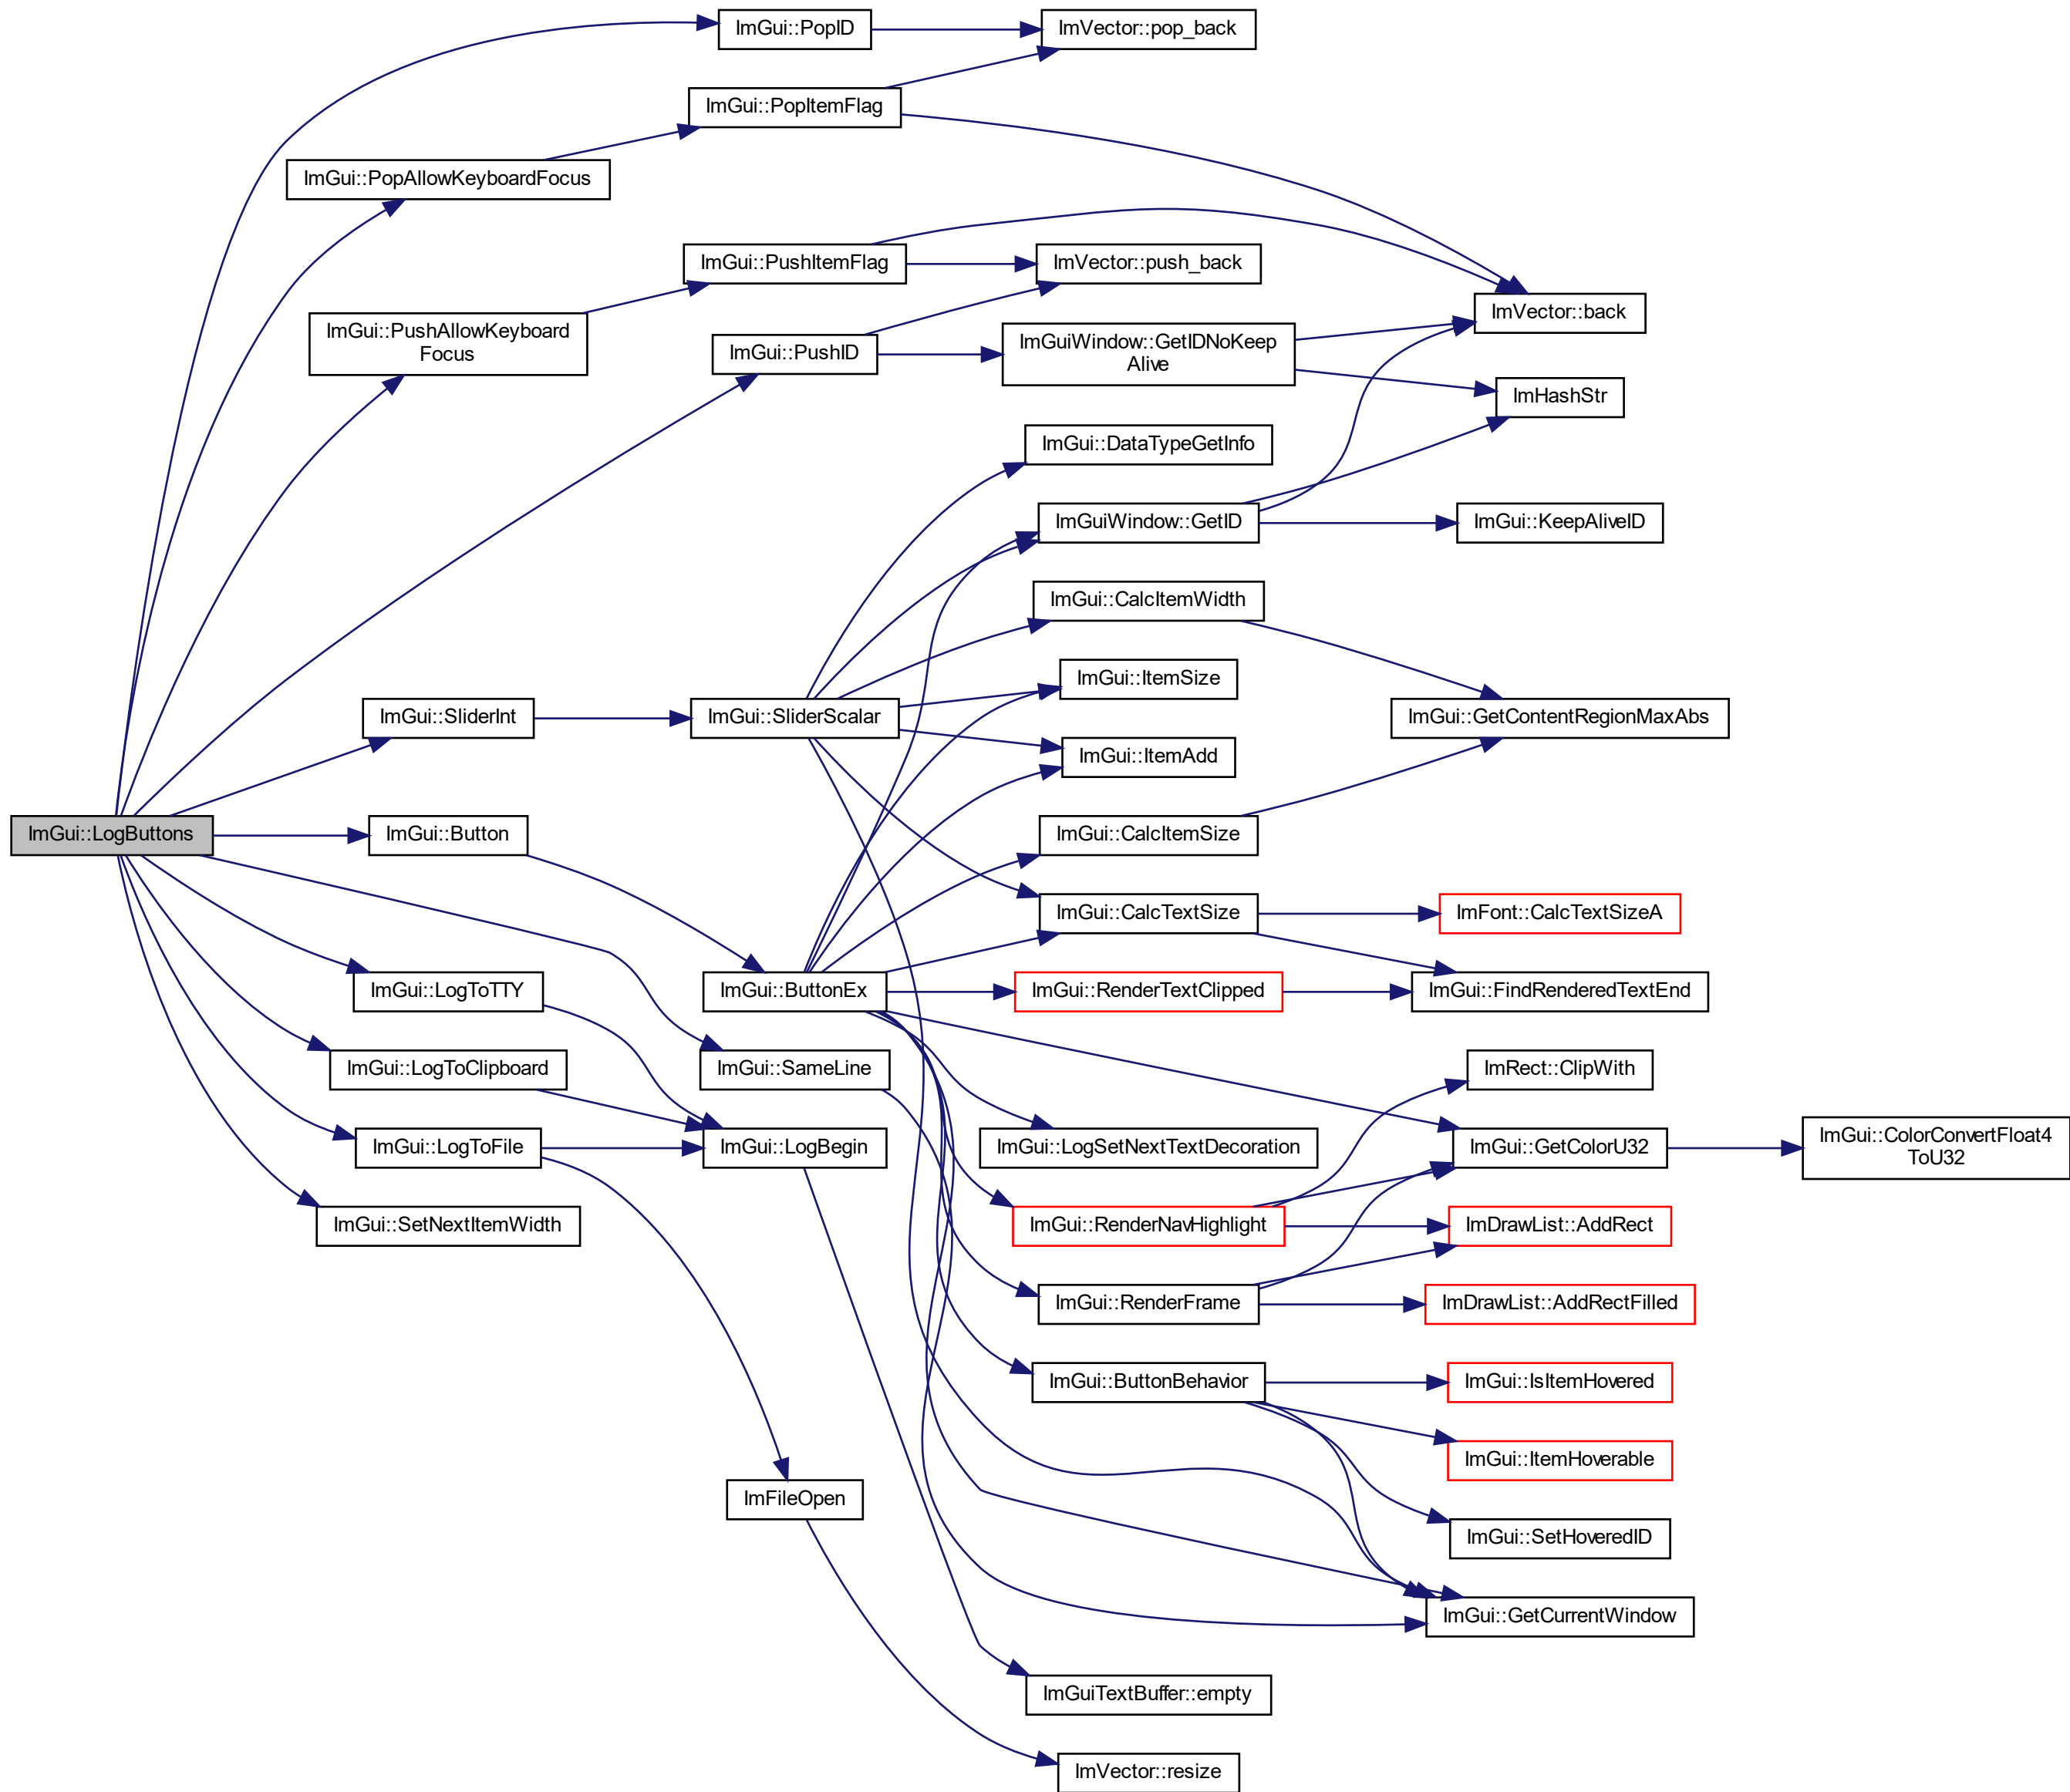 ImGui::PopID
ImVector::pop_back
ImGui::PopItemFlag
ImGui::PopAllowKeyboardFocus
ImGui::PushItemFlag
ImVector::push_back
ImVector::back
ImGui::PushAllowKeyboard
Focus
ImGui::PushID
ImGuiWindow::GetIDNoKeep
Alive
ImHashStr
ImGui::DataTypeGetInfo
ImGuiWindow::GetID
ImGui::KeepAliveID
ImGui::CalcItemWidth
ImGui::ItemSize
ImGui::SliderInt
ImGui::SliderScalar
ImGui::GetContentRegionMaxAbs
ImGui::ItemAdd
ImGui::LogButtons
ImGui::Button
ImGui::CalcItemSize
ImGui::CalcTextSize
ImFont::CalcTextSizeA
ImGui::LogToTTY
ImGui::ButtonEx
ImGui::RenderTextClipped
ImGui::FindRenderedTextEnd
ImGui::LogToClipboard
ImGui::SameLine
ImRect::ClipWith
ImGui::LogToFile
ImGui::LogBegin
ImGui::LogSetNextTextDecoration
ImGui::GetColorU32
ImGui::ColorConvertFloat4
ToU32
ImGui::SetNextItemWidth
ImGui::RenderNavHighlight
ImDrawList::AddRect
ImGui::RenderFrame
ImDrawList::AddRectFilled
ImGui::ButtonBehavior
ImGui::IsItemHovered
ImGui::ItemHoverable
ImFileOpen
ImGui::SetHoveredID
ImGui::GetCurrentWindow
ImGuiTextBuffer::empty
ImVector::resize